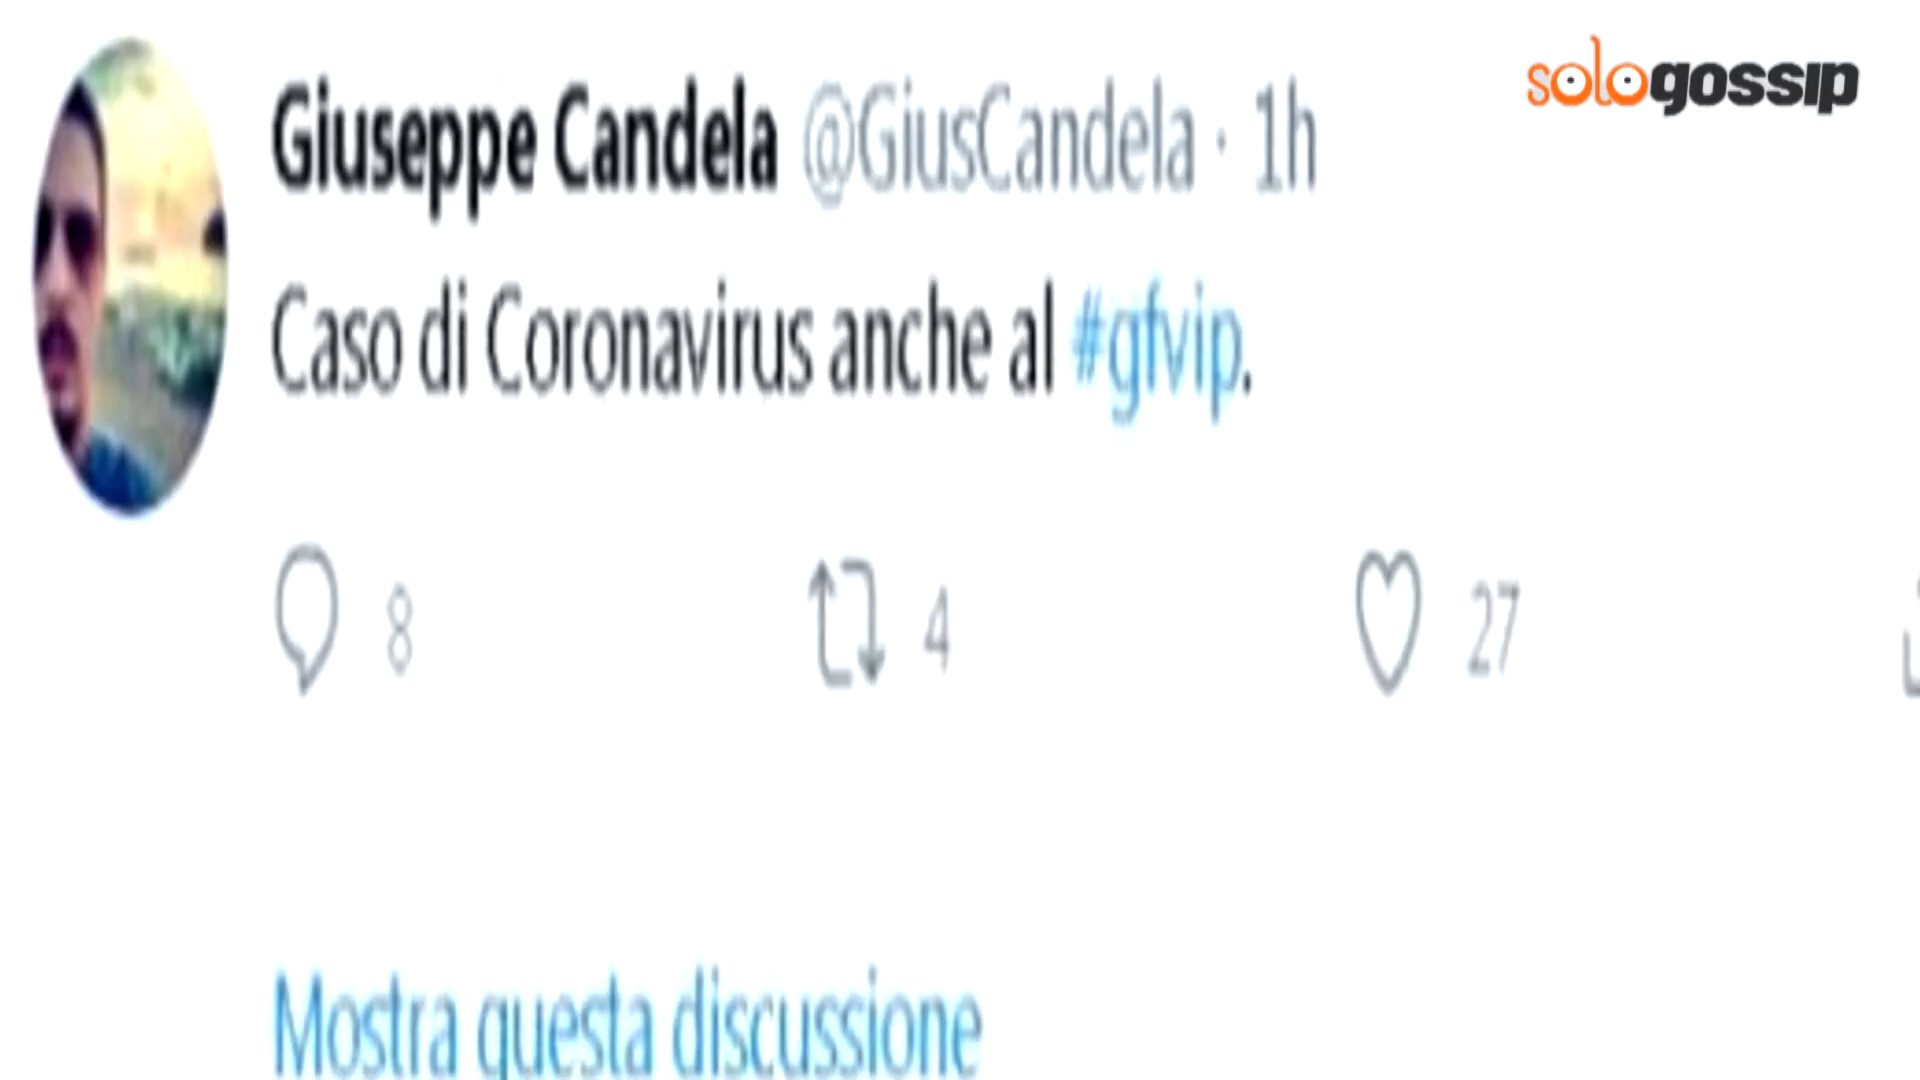 sologossip
Giuseppe Candela @GiusCandela · 1h
Caso di Coronavirus anche al #gfvip.
8 4 27
Mostra questa discussione